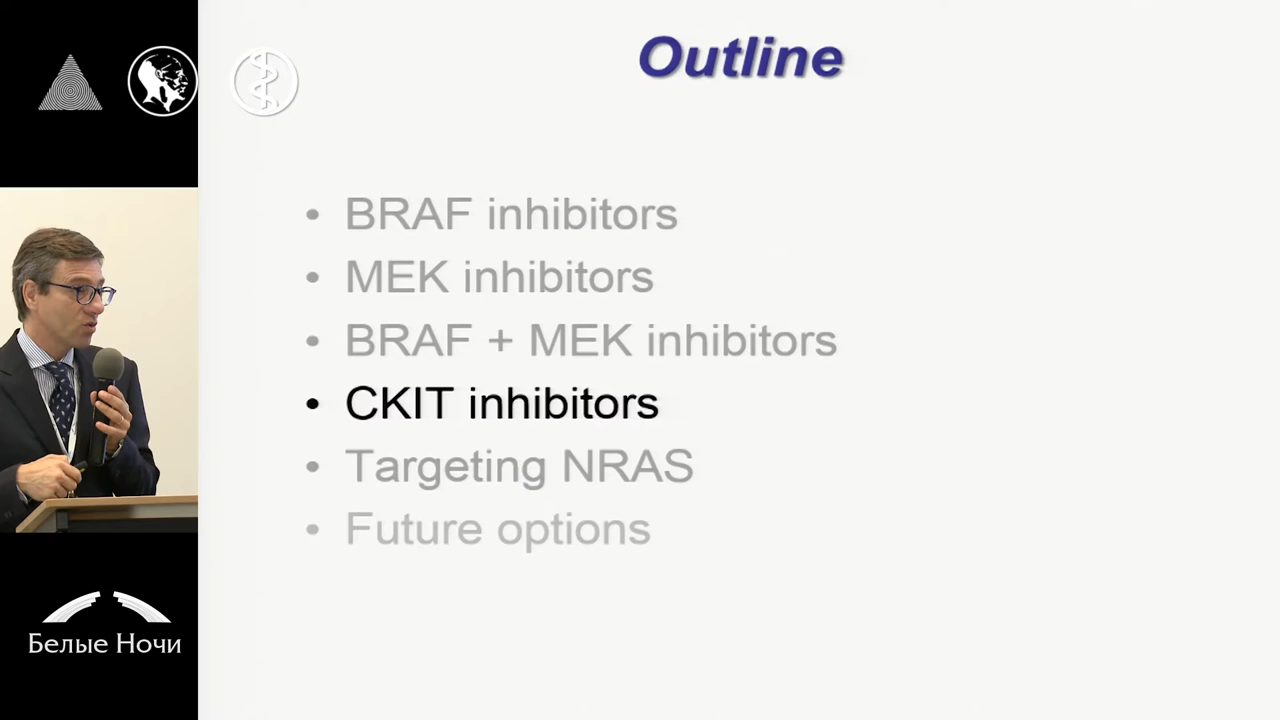 Outline
• BRAF inhibitors
• MEK inhibitors
• BRAF + MEK inhibitors
• CKIT inhibitors
• Targeting NRAS
• Future options
Белые Ночи